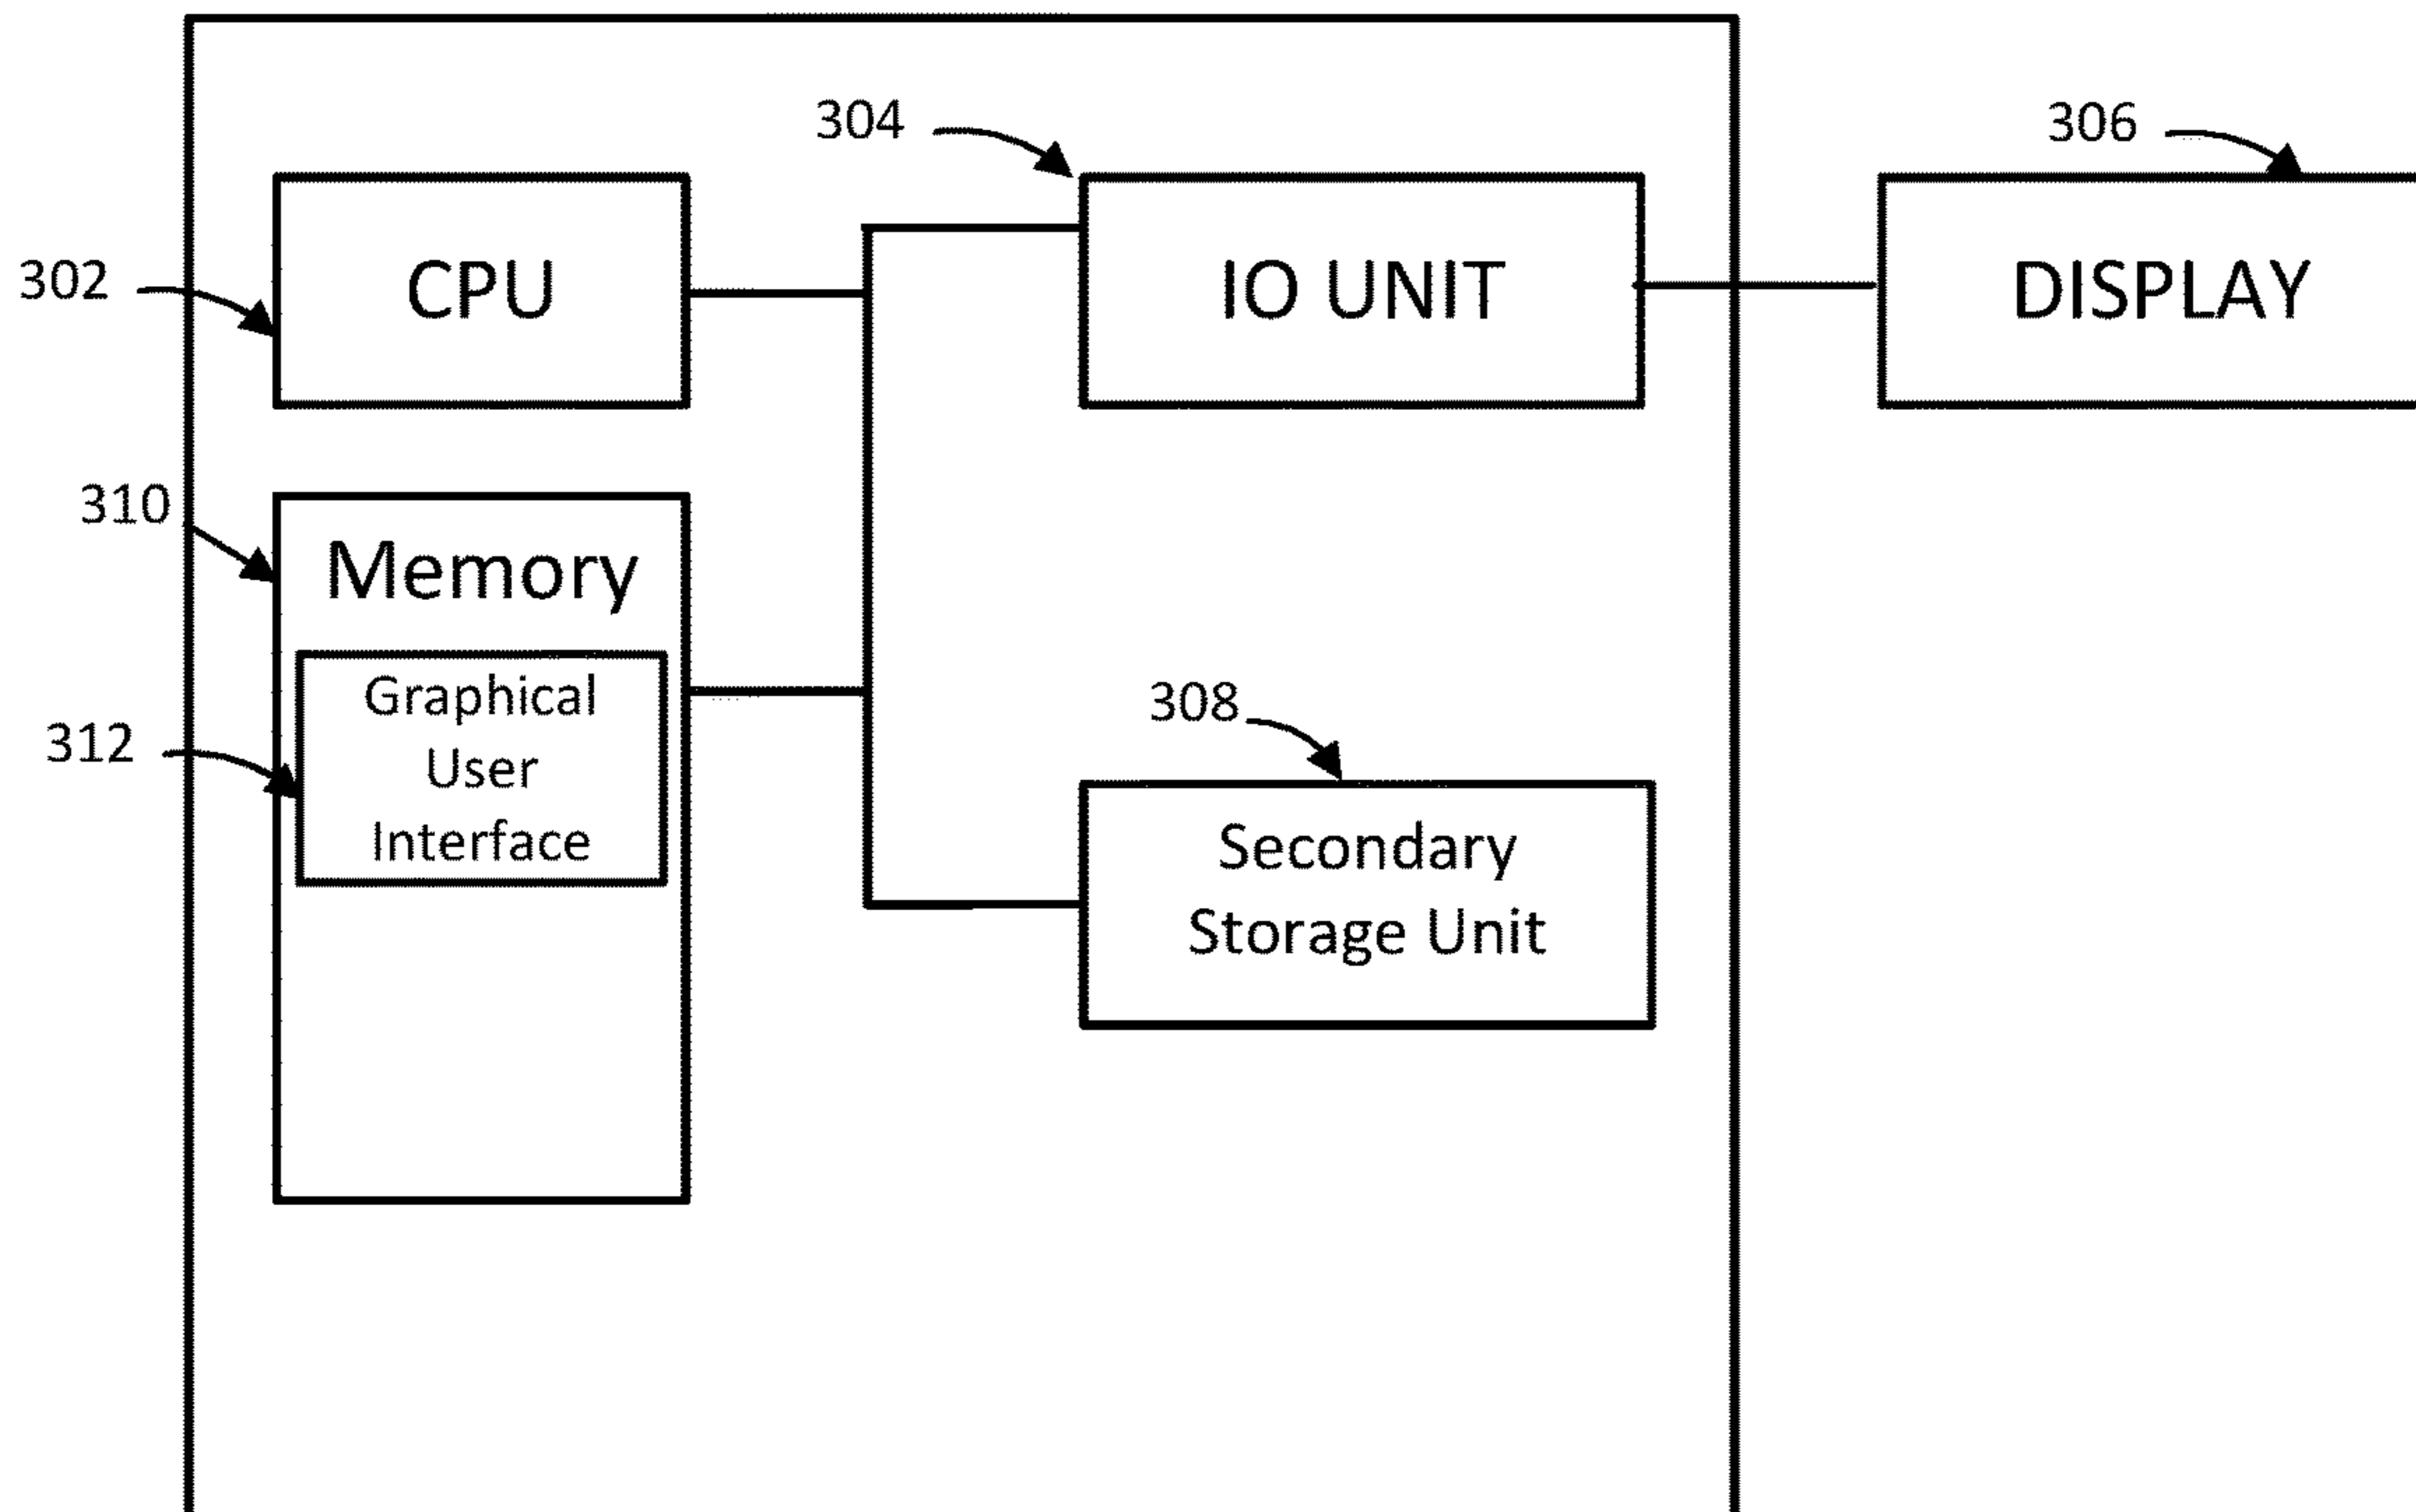 304
306
302
CPU
IO UNIT
DISPLAY
310
Memory
312
Graphical
User
Interface
308
Secondary
Storage Unit